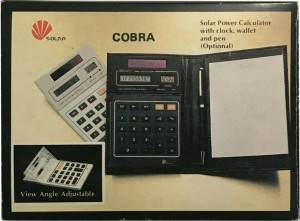 SOLAR
COBRA
Solar Power Calculator
with clock, wallet
and pen
(Optional)
View Angle Adjustable